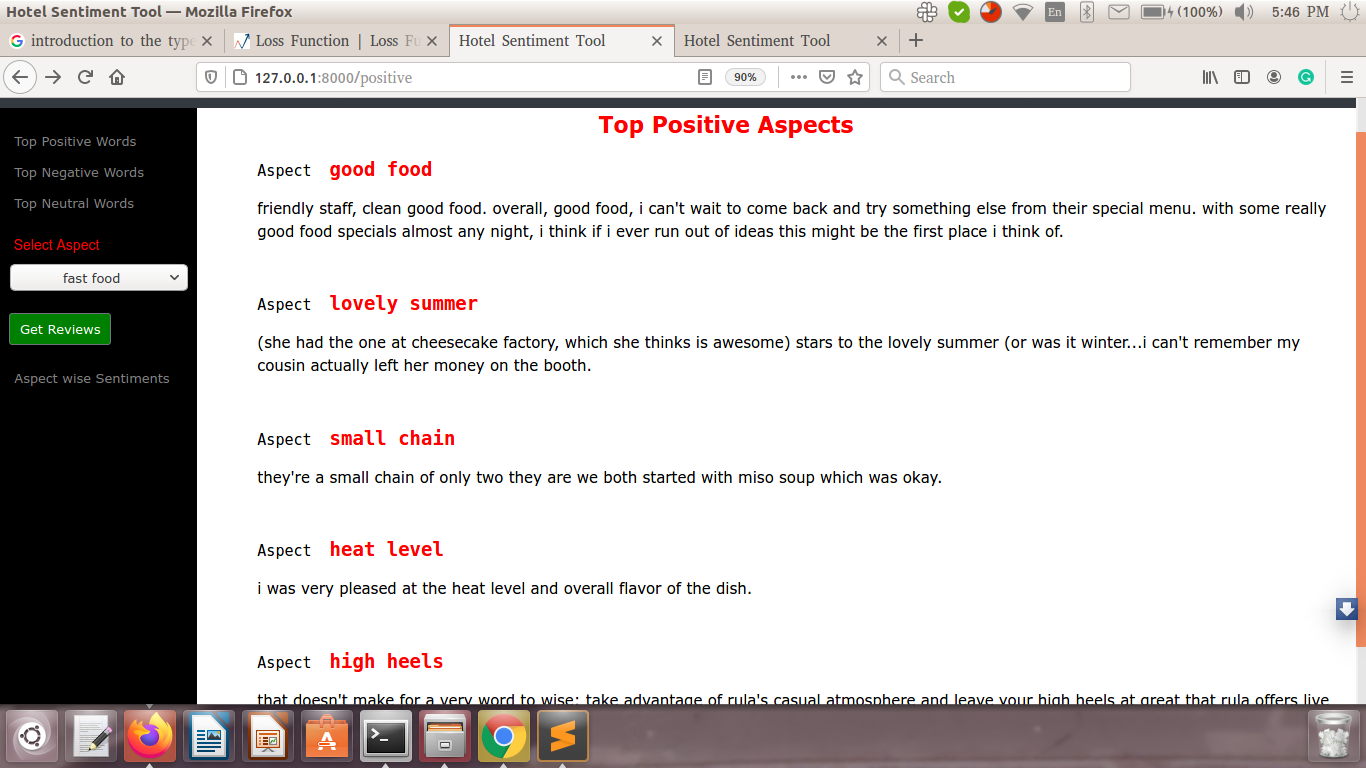 Hotel Sentiment Tool — Mozilla Firefox
En
(100%)
5:46 PM
introduction to the type
Loss Function | Loss Fu
Hotel Sentiment Tool
Hotel Sentiment Tool
127.0.0.1:8000/positive
90%
Search
Top Positive Words
Top Negative Words
Top Neutral Words
Select Aspect
fast food
Get Reviews
Aspect wise Sentiments
Top Positive Aspects
Aspect good food
friendly staff, clean good food. overall, good food, i can't wait to come back and try something else from their special menu. with some really
good food specials almost any night, i think if i ever run out of ideas this might be the first place i think of.
Aspect lovely summer
(she had the one at cheesecake factory, which she thinks is awesome) stars to the lovely summer (or was it winter...i can't remember my
cousin actually left her money on the booth.
Aspect small chain
they're a small chain of only two they are we both started with miso soup which was okay.
Aspect heat level
i was very pleased at the heat level and overall flavor of the dish.
Aspect high heels
that doesn't make for a very word to wise: take advantage of rula's casual atmosphere and leave your high heels at great that rula offers live